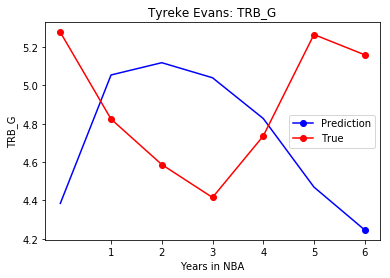 Tyreke Evans: TRB_G
TRB_G
5.2
5.0
4.8
4.6
4.4
4.2
Prediction
True
1 2 3 4 5 6
Years in NBA